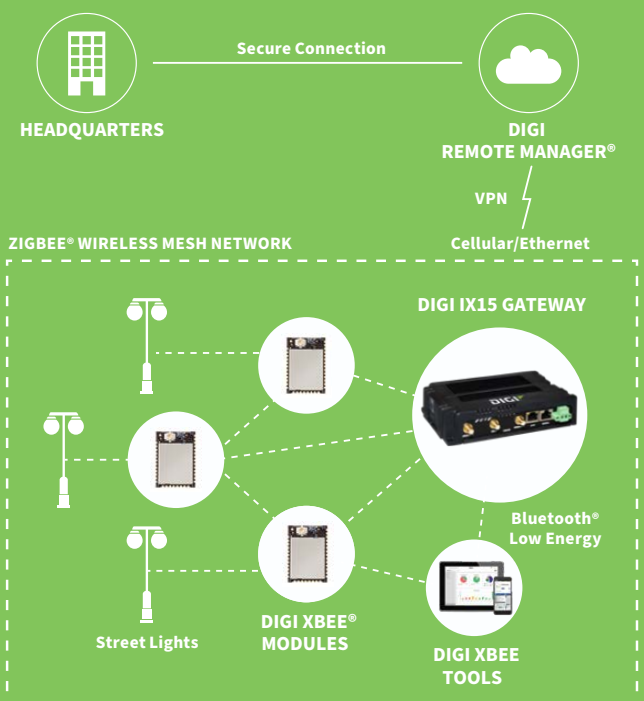 Secure Connection
HEADQUARTERS
DIGI
REMOTE MANAGER®
VPN
ZIGBEE® WIRELESS MESH NETWORK
Cellular/Ethernet
DIGI IX15 GATEWAY
DIGI
Bluetooth®
Low Energy
Street Lights
DIGI XBEE®
MODULES
DIGI XBEE
TOOLS